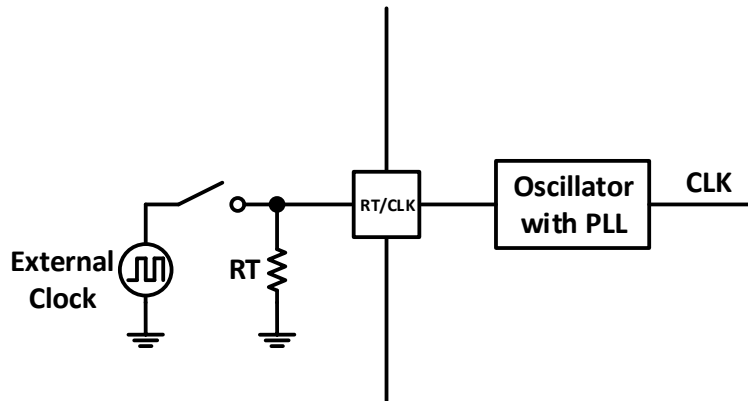 RT/CLK
Oscillator
with PLL
CLK
External
Clock
RT